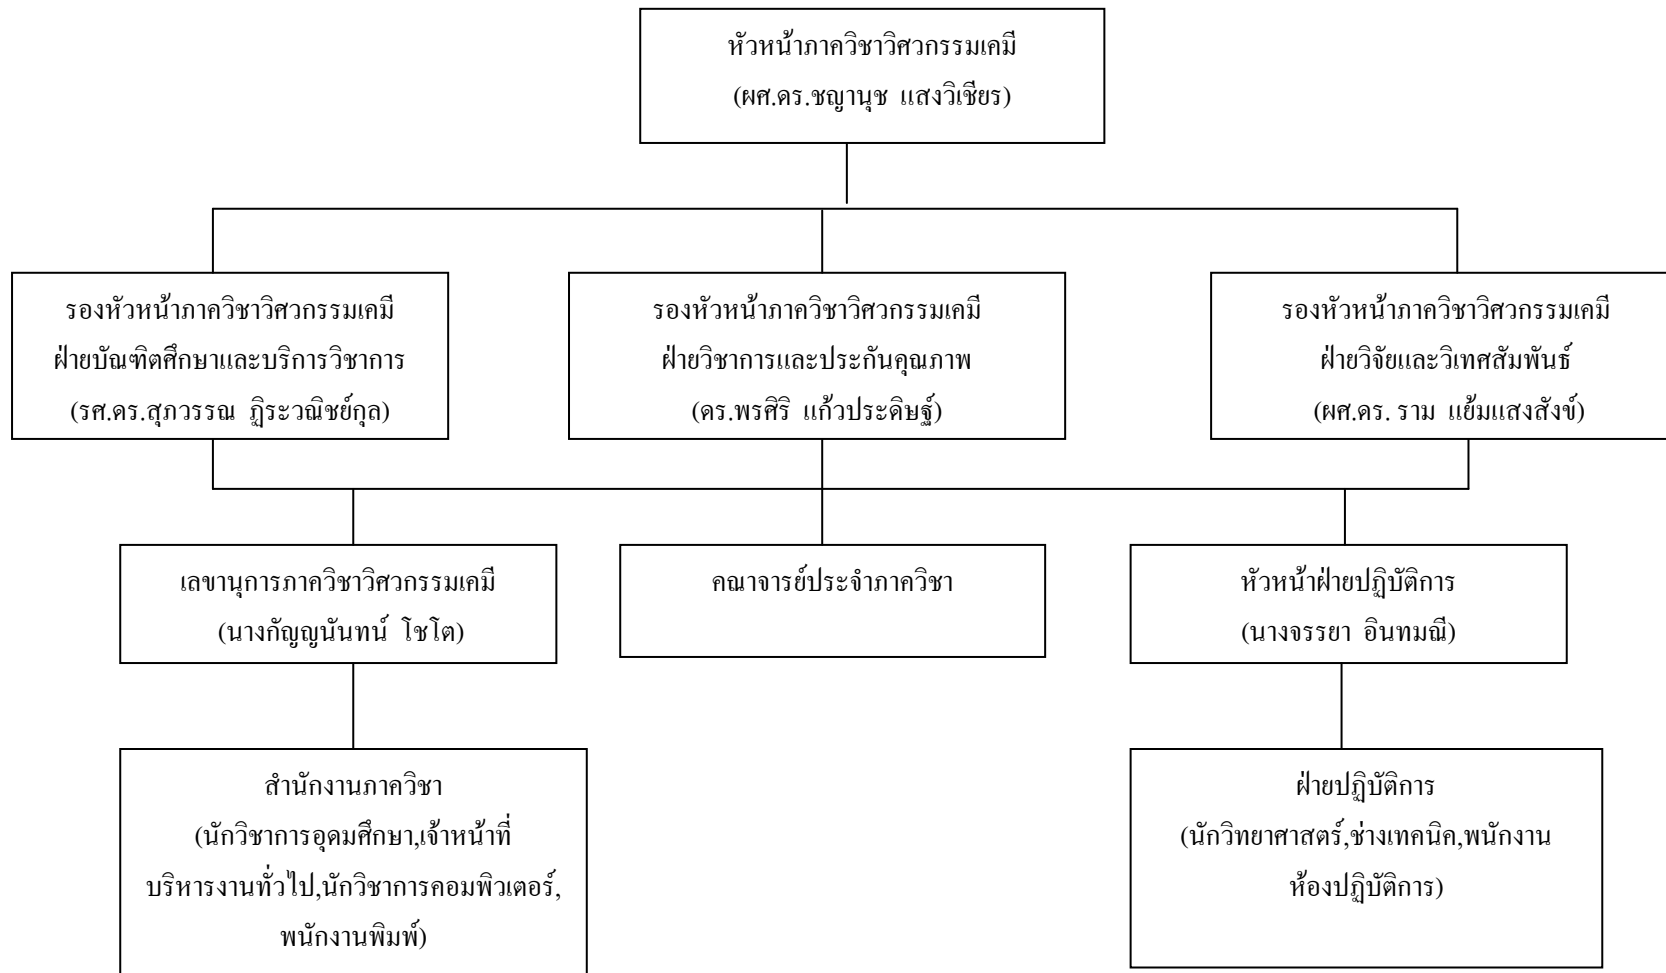 หัวหน้าภาควิชาวิศวกรรมเคมี
(ผศ.ดร.ชญานุช แสงวิเชียร)
รองหัวหน้าภาควิชาวิศวกรรมเคมี
ฝ่ายบัณฑิตศึกษาและบริการวิชาการ
(รศ.ดร.สุภวรรณ ฏิระวณิชย์กุล)
รองหัวหน้าภาควิชาวิศวกรรมเคมี
ฝ่ายวิชาการและประกันคุณภาพ
(ดร.พรศิริ แก้วประดิษฐ์)
รองหัวหน้าภาควิชาวิศวกรรมเคมี
ฝ่ายวิจัยและวิเทศสัมพันธ์
(ผศ.ดร. ราม แย้มแสงสังข์)
เลขานุการภาควิชาวิศวกรรมเคมี
(นางกัญญนันทน์ โชโต)
คณาจารย์ประจำภาควิชา
หัวหน้าฝ่ายปฏิบัติการ
(นางจรรยา อินทมณี)
สำนักงานภาควิชา
(นักวิชาการอุดมศึกษา,เจ้าหน้าที่
บริหารงานทั่วไป,นักวิชาการคอมพิวเตอร์,
พนักงานพิมพ์)
ฝ่ายปฏิบัติการ
(นักวิทยาศาสตร์,ช่างเทคนิค,พนักงาน
ห้องปฏิบัติการ)